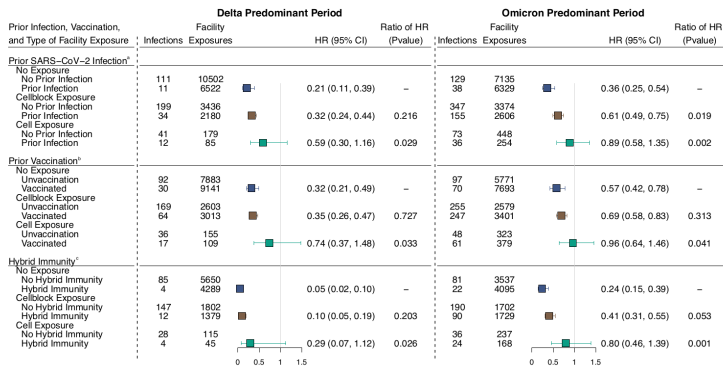 Delta Predominant Period Omicron Predominant Period
Prior Infection, Vaccination, Facility Ratio of HR Facility Ratio of HR
and Type of Facility Exposure Infections Exposures HR (95% CI) (Pvalue) Infections Exposures HR (95% CI) (Pvalue)
Prior SARS−CoV−2 Infection^a
No Exposure
No Prior Infection 111 10502 129 7135
Prior Infection 11 6522 0.21 (0.11, 0.39) − 38 6329 0.36 (0.25, 0.54) −
Cellblock Exposure
No Prior Infection 199 3436 347 3374
Prior Infection 34 2180 0.32 (0.24, 0.44) 0.216 155 2606 0.61 (0.49, 0.75) 0.019
Cell Exposure
No Prior Infection 41 179 73 448
Prior Infection 12 85 0.59 (0.30, 1.16) 0.029 36 254 0.89 (0.58, 1.35) 0.002
Prior Vaccination^b
No Exposure
Unvaccination 92 7883 97 5771
Vaccinated 30 9141 0.32 (0.21, 0.49) − 70 7693 0.57 (0.42, 0.78) −
Cellblock Exposure
Unvaccination 169 2603 255 2579
Vaccinated 64 3013 0.35 (0.26, 0.47) 0.727 247 3401 0.69 (0.58, 0.83) 0.313
Cell Exposure
Unvaccination 36 155 48 323
Vaccinated 17 109 0.74 (0.37, 1.48) 0.033 61 379 0.96 (0.64, 1.46) 0.041
Hybrid Immunity^c
No Exposure
No Hybrid Immunity 85 5650 81 3537
Hybrid Immunity 4 4289 0.05 (0.02, 0.10) − 22 4095 0.24 (0.15, 0.39) −
Cellblock Exposure
No Hybrid Immunity 147 1802 190 1702
Hybrid Immunity 12 1379 0.10 (0.05, 0.19) 0.203 90 1729 0.41 (0.31, 0.55) 0.053
Cell Exposure
No Hybrid Immunity 28 115 36 237
Hybrid Immunity 4 45 0.29 (0.07, 1.12) 0.026 24 168 0.80 (0.46, 1.39) 0.001
0 0.5 1 1.5 0 0.5 1 1.5